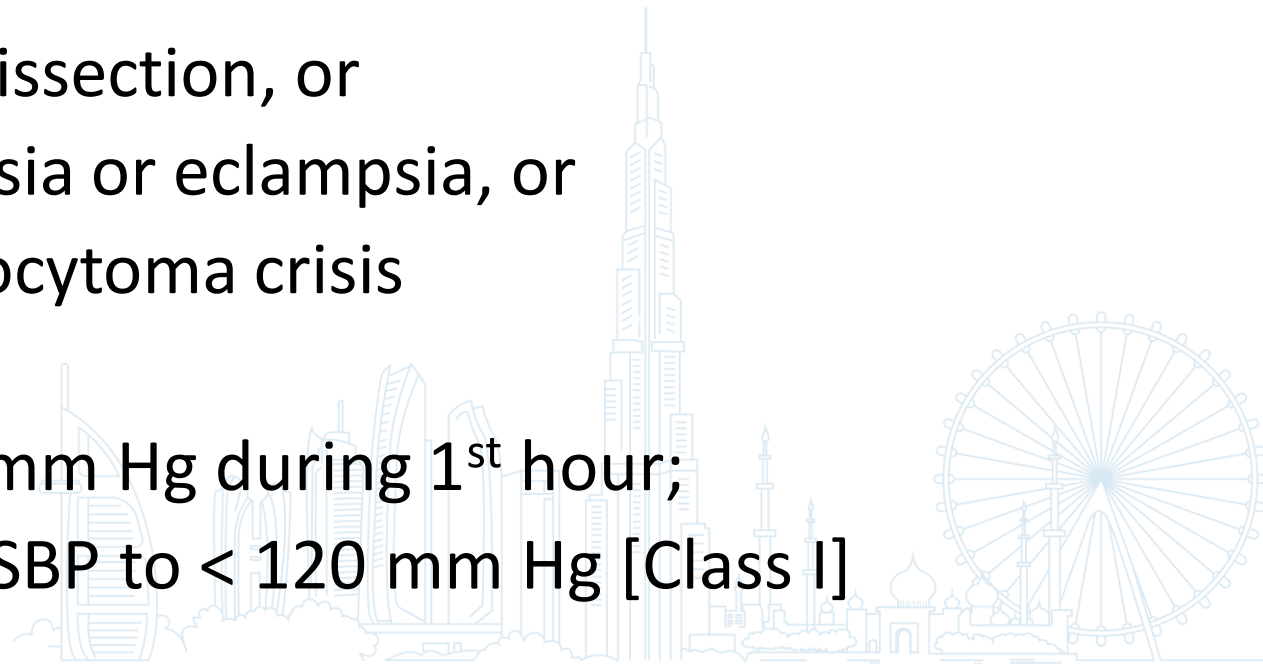 issection, or
sia or eclampsia, or
ocytoma crisis
mm Hg during 1st hour;
SBP to < 120 mm Hg [Class I]